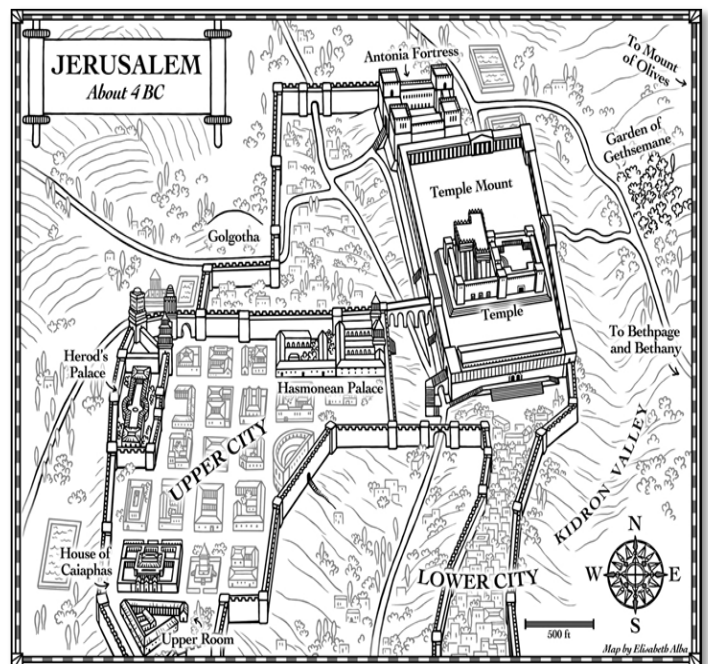 JERUSALEM
About 4 BC
Antonia Fortress
To Mount
of Olives
Garden of
Gethsemane
Temple Mount
Golgotha
Temple
To Bethpage
and Bethany
Herod's
Palace
Hasmonean Palace
UPPER CITY
KIDRON VALLEY
House of
Caiaphas
LOWER CITY
Upper Room
N
W E
S
500 ft
Map by Elisabeth Alba